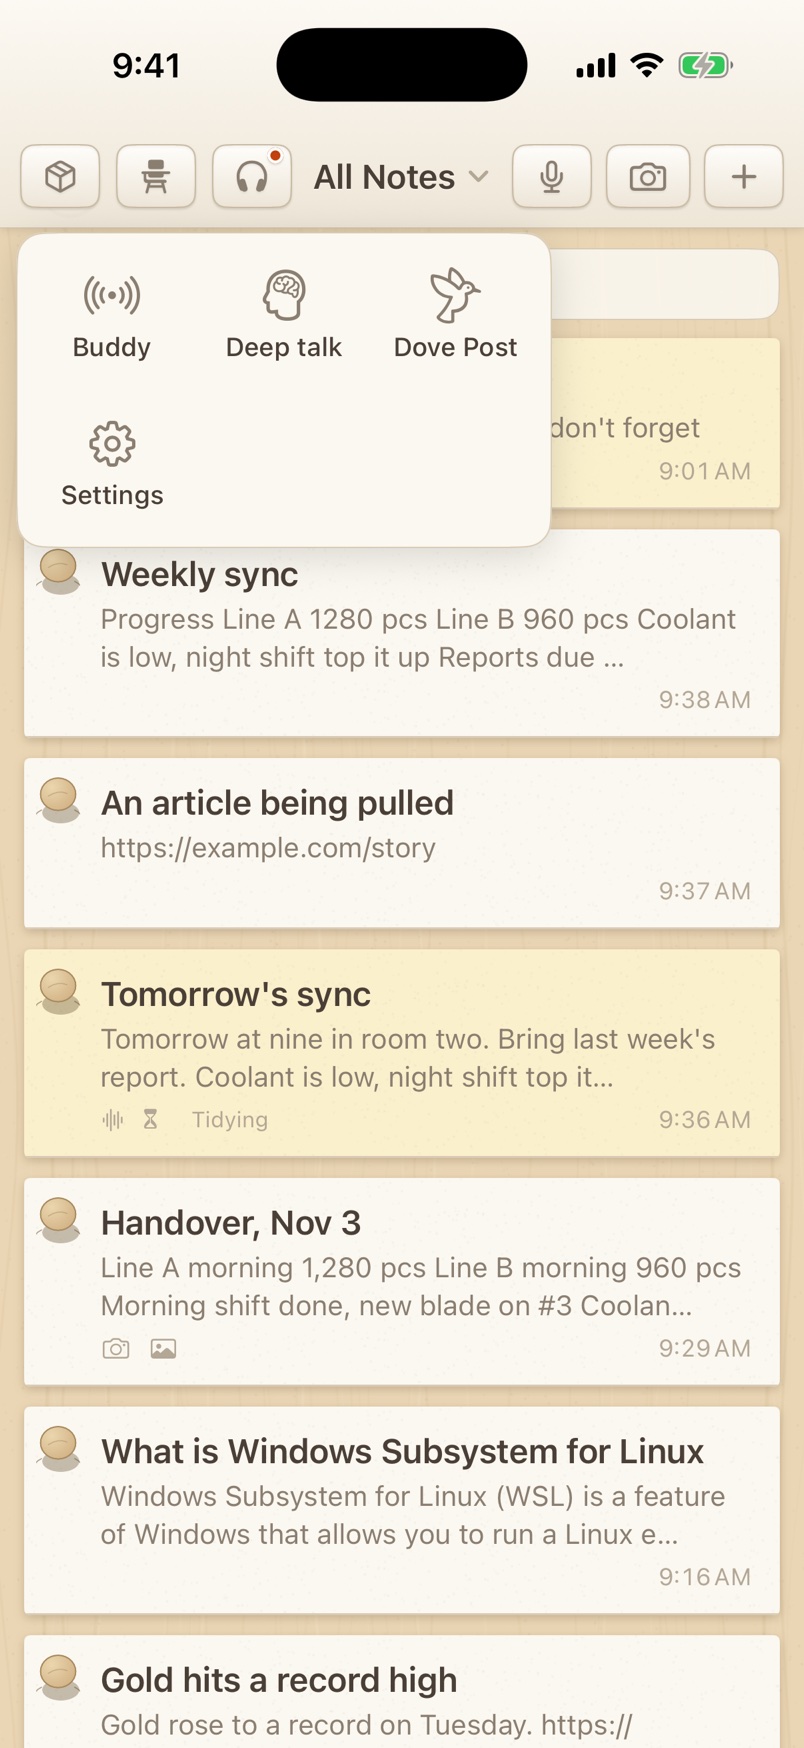 9:41
All Notes
Buddy
Deep talk
Dove Post
Settings
don't forget
9:01 AM
Weekly sync
Progress Line A 1280 pcs Line B 960 pcs Coolant
is low, night shift top it up Reports due ...
9:38 AM
An article being pulled
https://example.com/story
9:37 AM
Tomorrow's sync
Tomorrow at nine in room two. Bring last week's
report. Coolant is low, night shift top it...
Tidying
9:36 AM
Handover, Nov 3
Line A morning 1,280 pcs Line B morning 960 pcs
Morning shift done, new blade on #3 Coolan...
9:29 AM
What is Windows Subsystem for Linux
Windows Subsystem for Linux (WSL) is a feature
of Windows that allows you to run a Linux e...
9:16 AM
Gold hits a record high
Gold rose to a record on Tuesday. https://